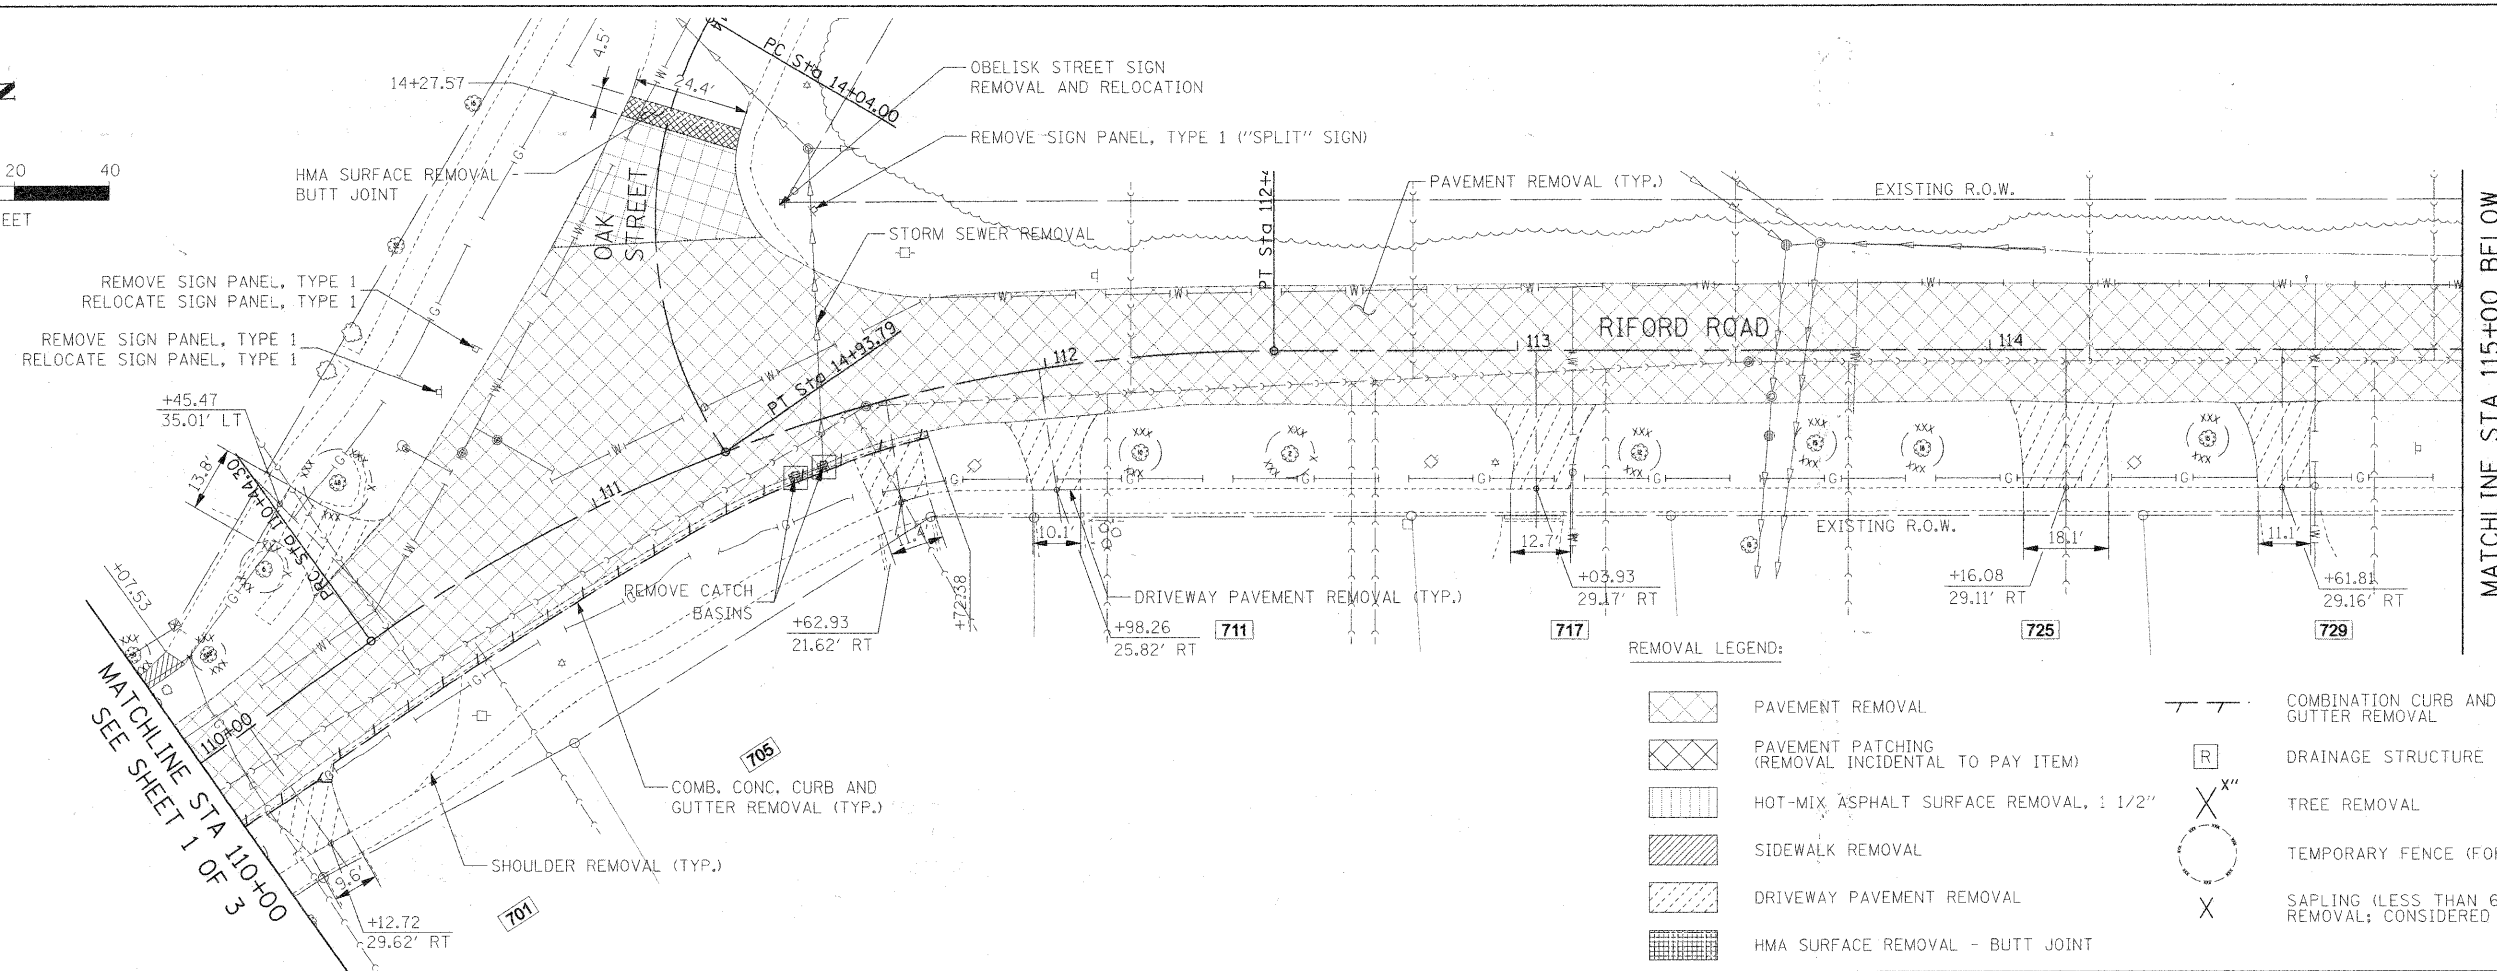 N
20 40
EET
14+27.57
4.5'
24.4'
PC Sta 14+04.00
OBELISK STREET SIGN
REMOVAL AND RELOCATION
REMOVE SIGN PANEL, TYPE 1 ("SPLIT" SIGN)
HMA SURFACE REMOVAL -
BUTT JOINT
OAK
STREET
STORM SEWER REMOVAL
PT Sta 112+
PAVEMENT REMOVAL (TYP.)
EXISTING R.O.W.
REMOVE SIGN PANEL, TYPE 1
RELOCATE SIGN PANEL, TYPE 1
REMOVE SIGN PANEL, TYPE 1
RELOCATE SIGN PANEL, TYPE 1
PT Sta 14+93.79
RIFORD ROAD
111
112
113
114
+45.47
35.01' LT
13.8'
PRC Sta 110+44.30
+07.53
110+00
MATCHLINE STA 110+00
SEE SHEET 1 OF 3
REMOVE CATCH
BASINS
+62.93
21.62' RT
+72.38
10.1'
DRIVEWAY PAVEMENT REMOVAL (TYP.)
+98.26
25.82' RT
711
12.7'
+03.93
29.17' RT
717
EXISTING R.O.W.
18.1'
+16.08
29.11' RT
725
11.1'
+61.81
29.16' RT
729
MATCHLINE STA 115+00 BELOW
705
COMB. CONC. CURB AND
GUTTER REMOVAL (TYP.)
SHOULDER REMOVAL (TYP.)
9.6'
+12.72
29.62' RT
701
REMOVAL LEGEND:
PAVEMENT REMOVAL
PAVEMENT PATCHING
(REMOVAL INCIDENTAL TO PAY ITEM)
HOT-MIX ASPHALT SURFACE REMOVAL, 1 1/2"
SIDEWALK REMOVAL
DRIVEWAY PAVEMENT REMOVAL
HMA SURFACE REMOVAL - BUTT JOINT
COMBINATION CURB AND
GUTTER REMOVAL
R DRAINAGE STRUCTURE
X" TREE REMOVAL
TEMPORARY FENCE (FO
X SAPLING (LESS THAN 6
REMOVAL; CONSIDERED